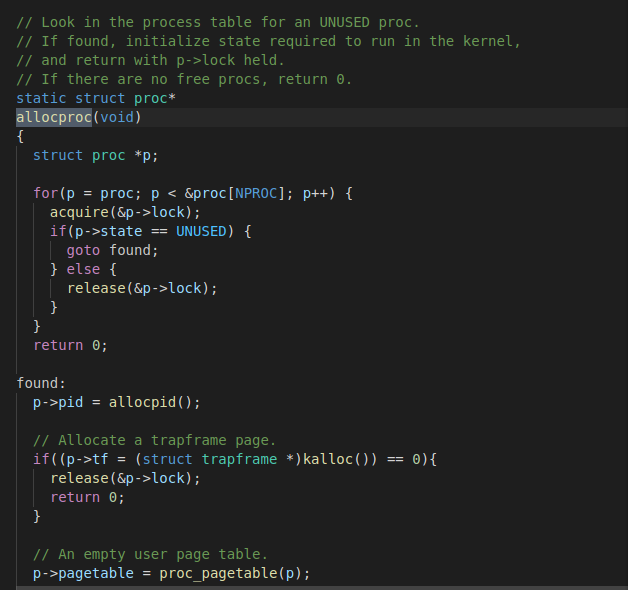 // Look in the process table for an UNUSED proc.
// If found, initialize state required to run in the kernel,
// and return with p->lock held.
// If there are no free procs, return 0.
static struct proc*
allocproc(void)
{
  struct proc *p;

  for(p = proc; p < &proc[NPROC]; p++) {
    acquire(&p->lock);
    if(p->state == UNUSED) {
      goto found;
    } else {
      release(&p->lock);
    }
  }
  return 0;

found:
  p->pid = allocpid();

  // Allocate a trapframe page.
  if((p->tf = (struct trapframe *)kalloc()) == 0){
    release(&p->lock);
    return 0;
  }

  // An empty user page table.
  p->pagetable = proc_pagetable(p);